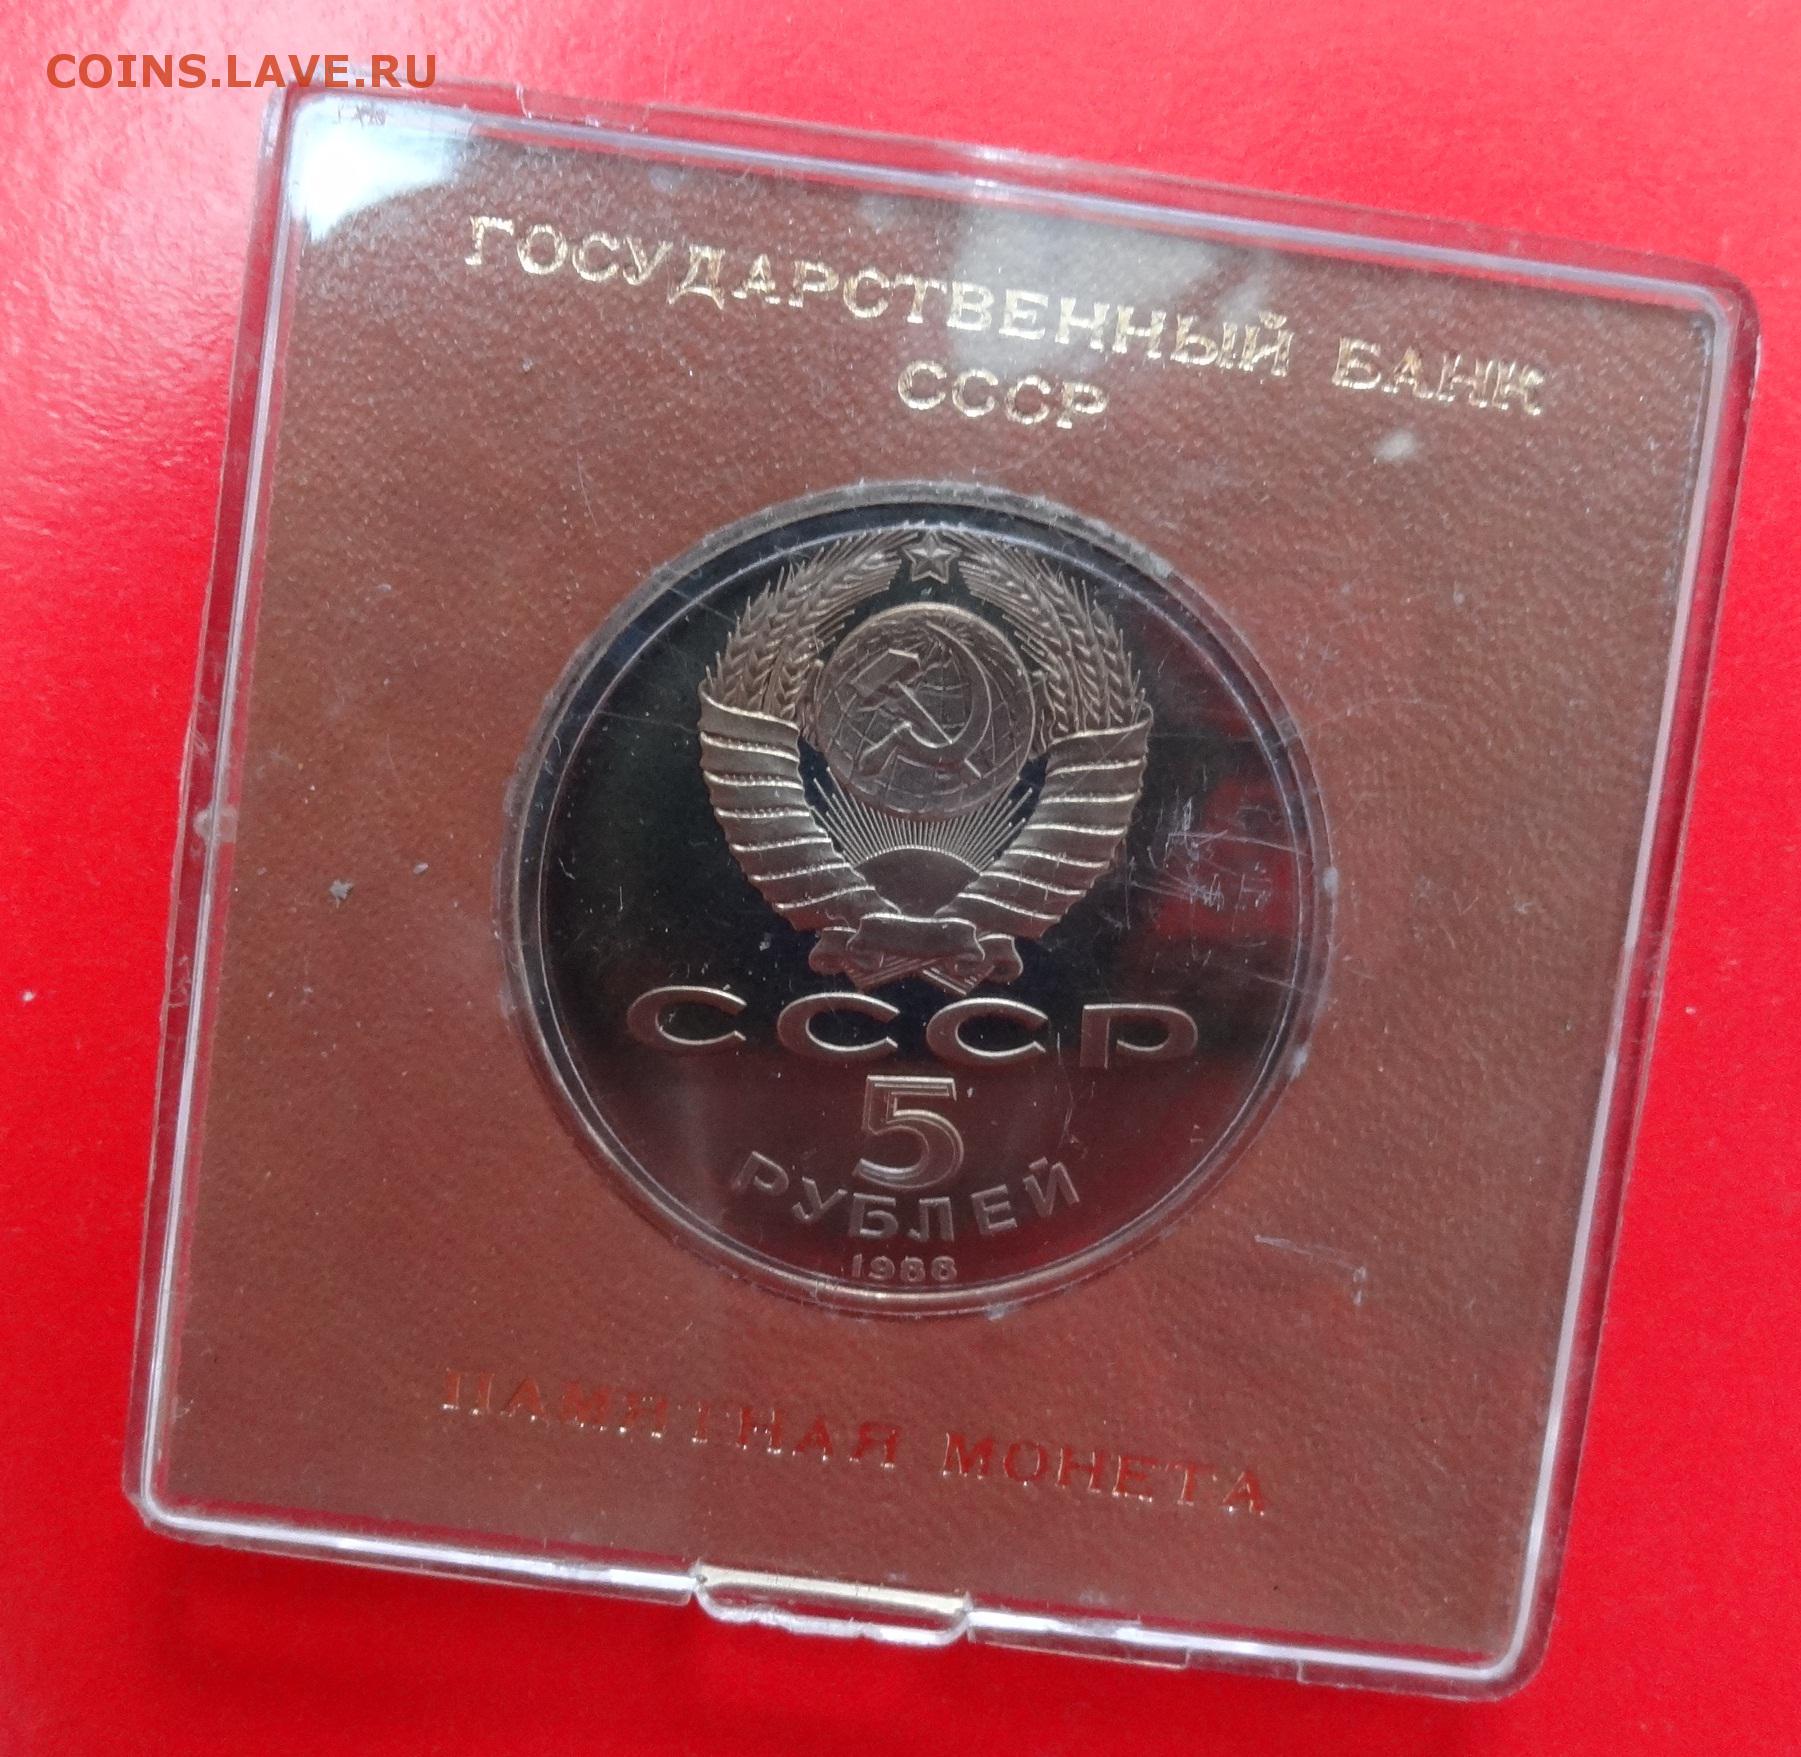 COINS.LAVE.RU
ГОСУДАРСТВЕННЫЙ БАНК
СССР
СССР
5
РУБЛЕЙ
1988
ПАМЯТНАЯ МОНЕТА